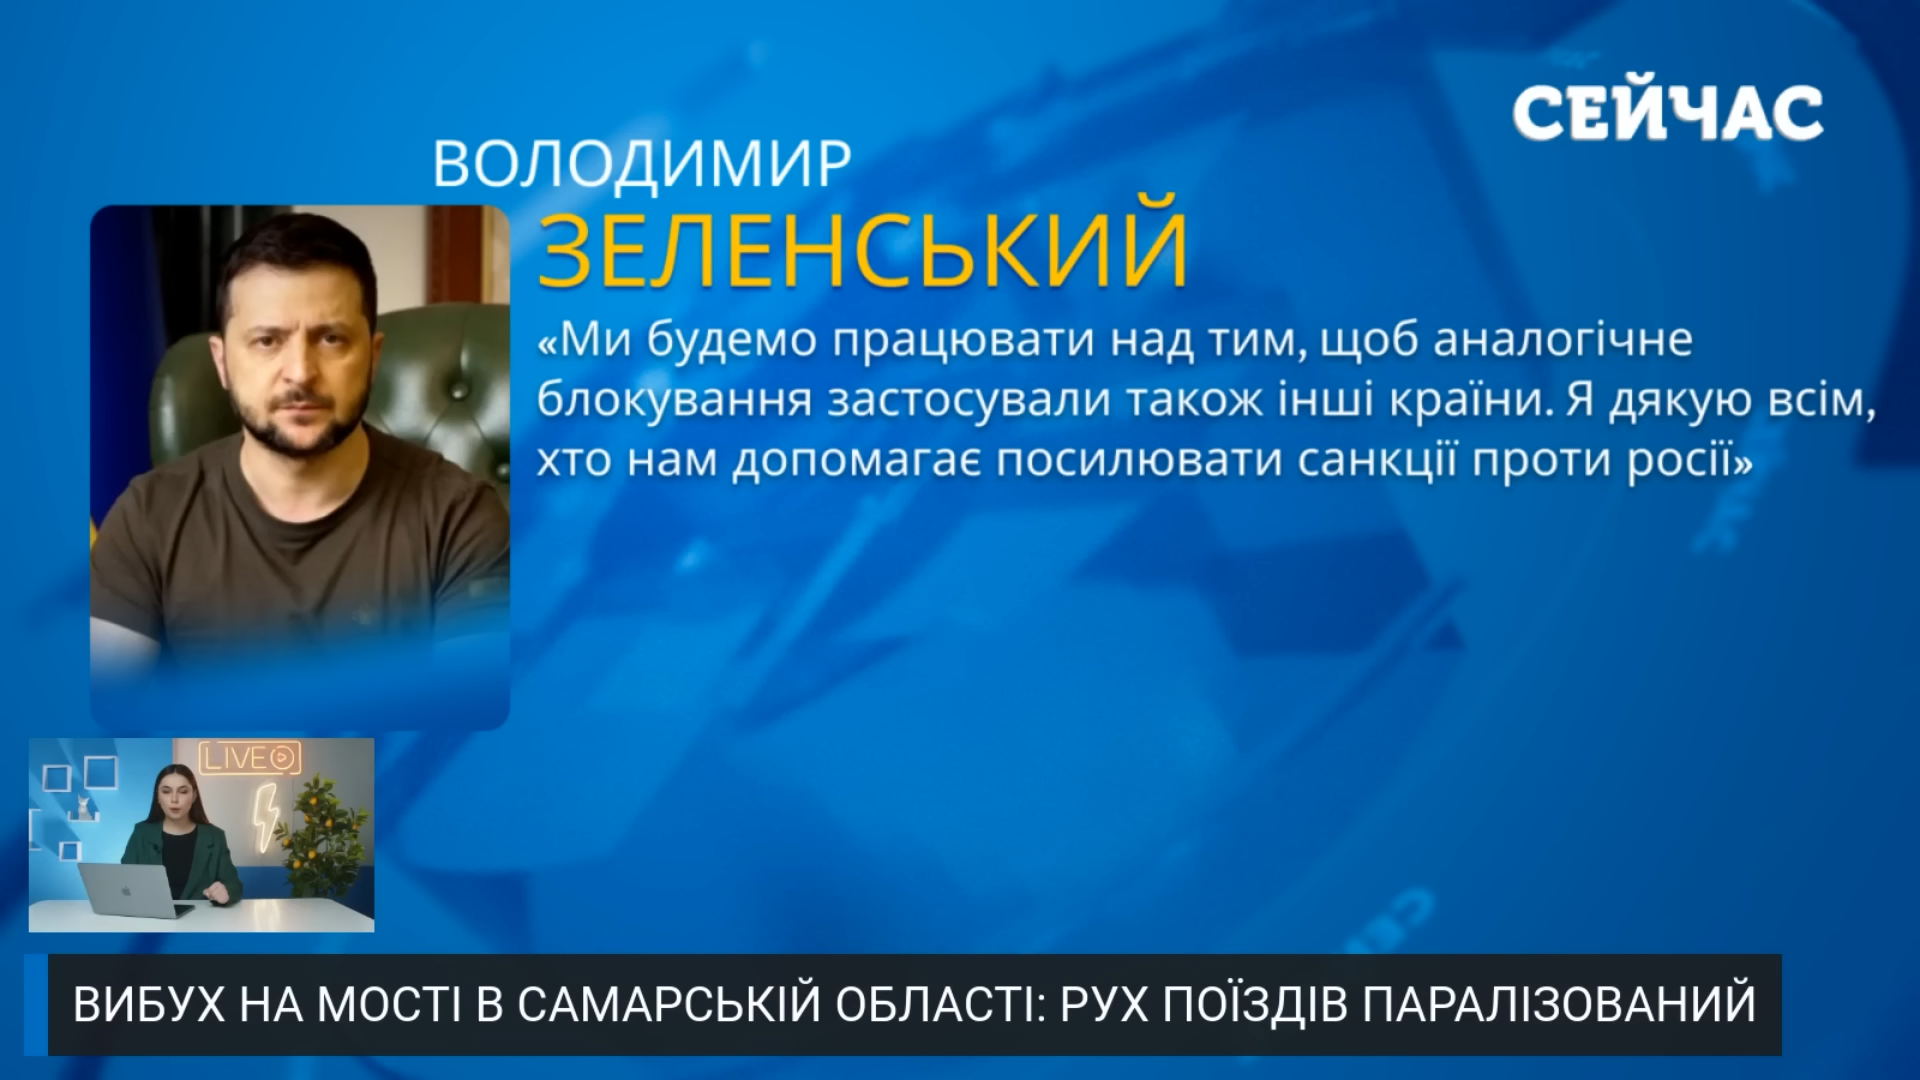 СЕЙЧАС
ВОЛОДИМИР
ЗЕЛЕНСЬКИЙ
«Ми будемо працювати над тим, щоб аналогічне
блокування застосували також інші країни. Я дякую всім,
хто нам допомагає посилювати санкції проти росії»
LIVE
ВИБУХ НА МОСТІ В САМАРСЬКІЙ ОБЛАСТІ: РУХ ПОЇЗДІВ ПАРАЛІЗОВАНИЙ